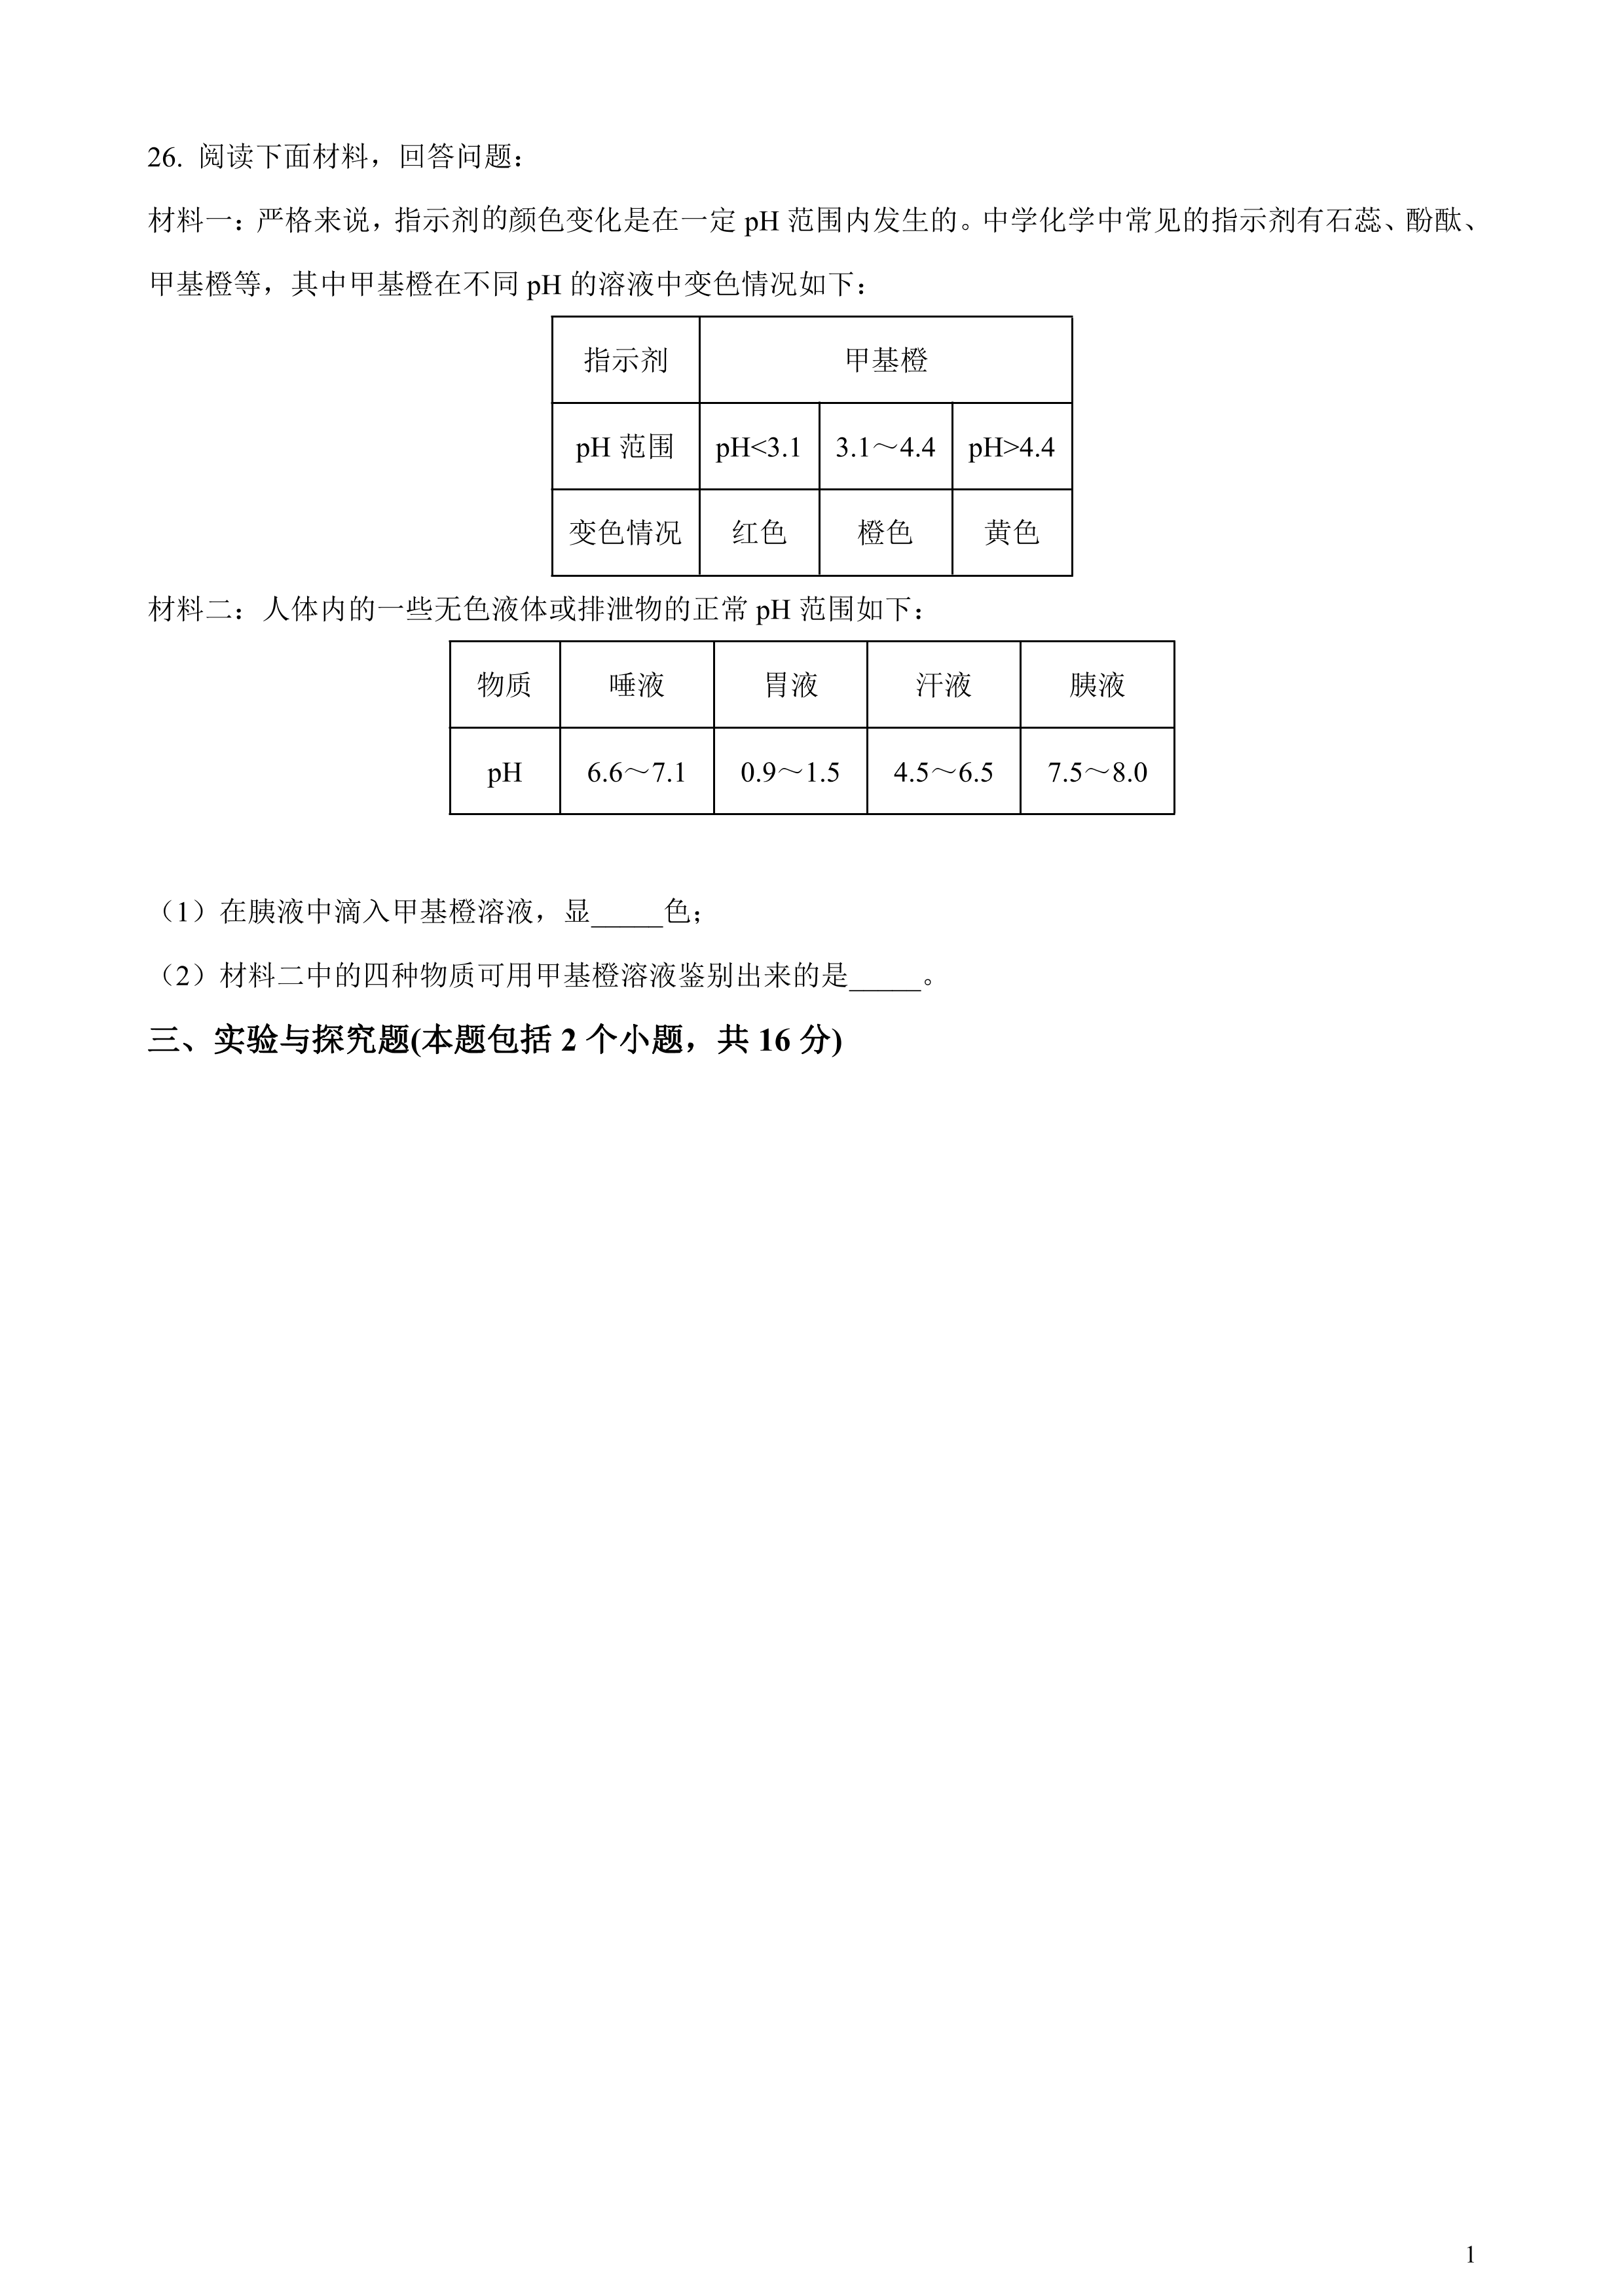 26. 阅读下面材料，回答问题：
材料一：严格来说，指示剂的颜色变化是在一定 pH 范围内发生的。中学化学中常见的指示剂有石蕊、酚酞、
甲基橙等，其中甲基橙在不同 pH 的溶液中变色情况如下：
指示剂 甲基橙
pH 范围 pH<3.1 3.1～4.4 pH>4.4
变色情况 红色 橙色 黄色
材料二：人体内的一些无色液体或排泄物的正常 pH 范围如下：
物质 唾液 胃液 汗液 胰液
pH 6.6～7.1 0.9～1.5 4.5～6.5 7.5～8.0
（1）在胰液中滴入甲基橙溶液，显_____色；
（2）材料二中的四种物质可用甲基橙溶液鉴别出来的是_____。
三、实验与探究题(本题包括 2 个小题，共 16 分)
1